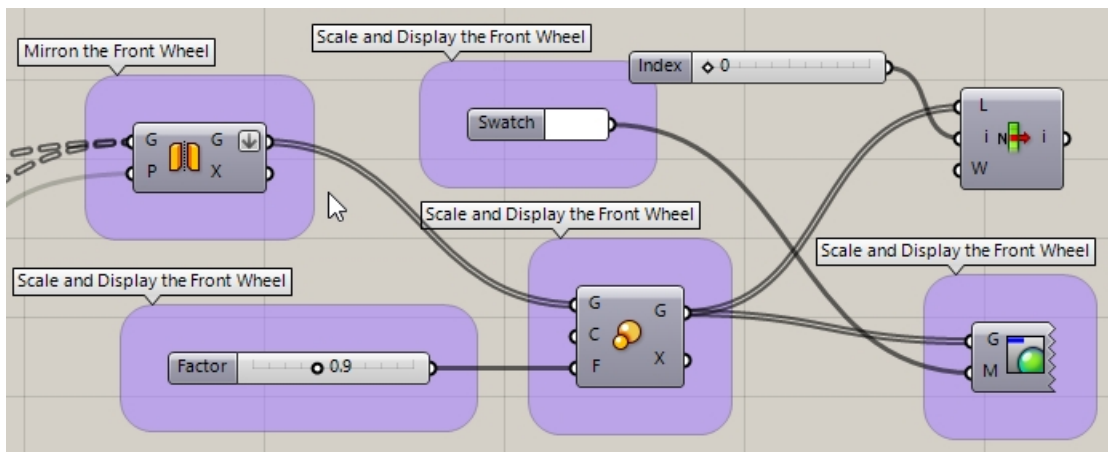 Mirron the Front Wheel
Scale and Display the Front Wheel
Index 0
Swatch
G G
P X
L
i N i
W
Scale and Display the Front Wheel
Scale and Display the Front Wheel
Scale and Display the Front Wheel
Factor 0.9
G G
C
F X
G
M